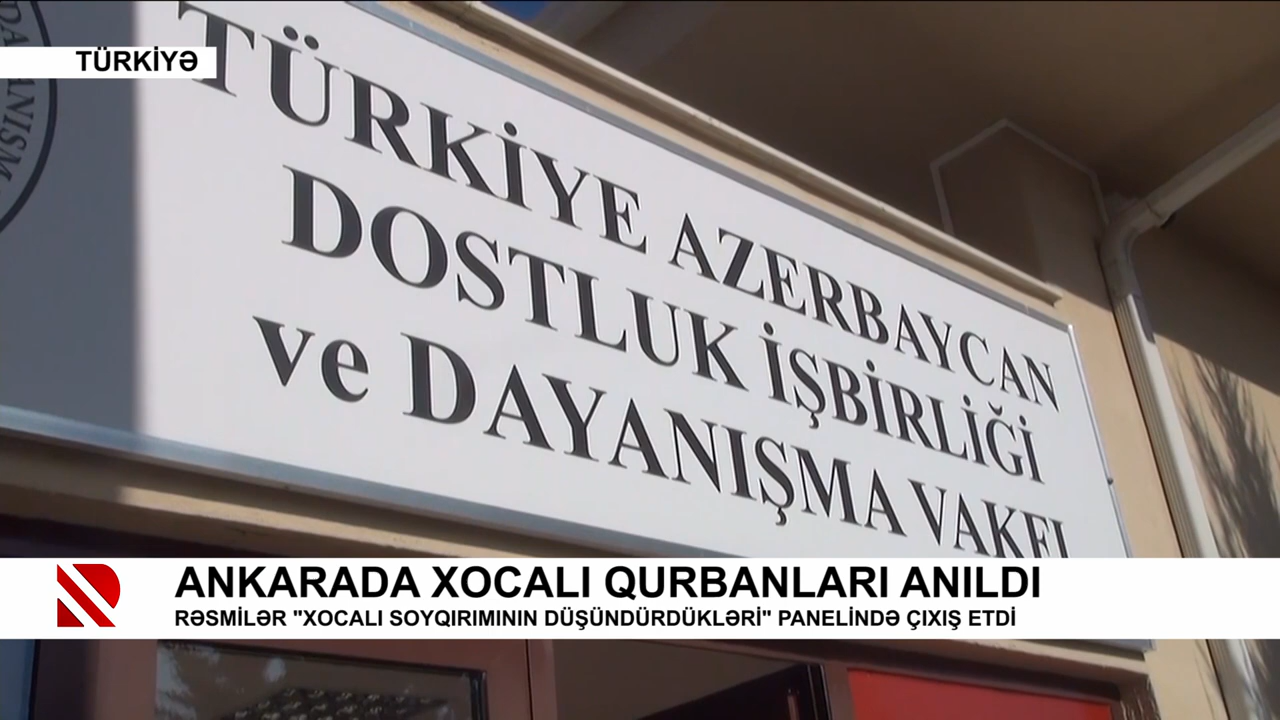 TÜRKİYƏ
TÜRKİYE AZERBAYCAN
DOSTLUK İŞBİRLİĞİ
ve DAYANIŞMA VAKFI
ANKARADA XOCALI QURBANLARI ANILDI
RƏSMİLƏR "XOCALI SOYQIRIMININ DÜŞÜNDÜRDÜKLƏRİ" PANELİNDƏ ÇIXIŞ ETDİ